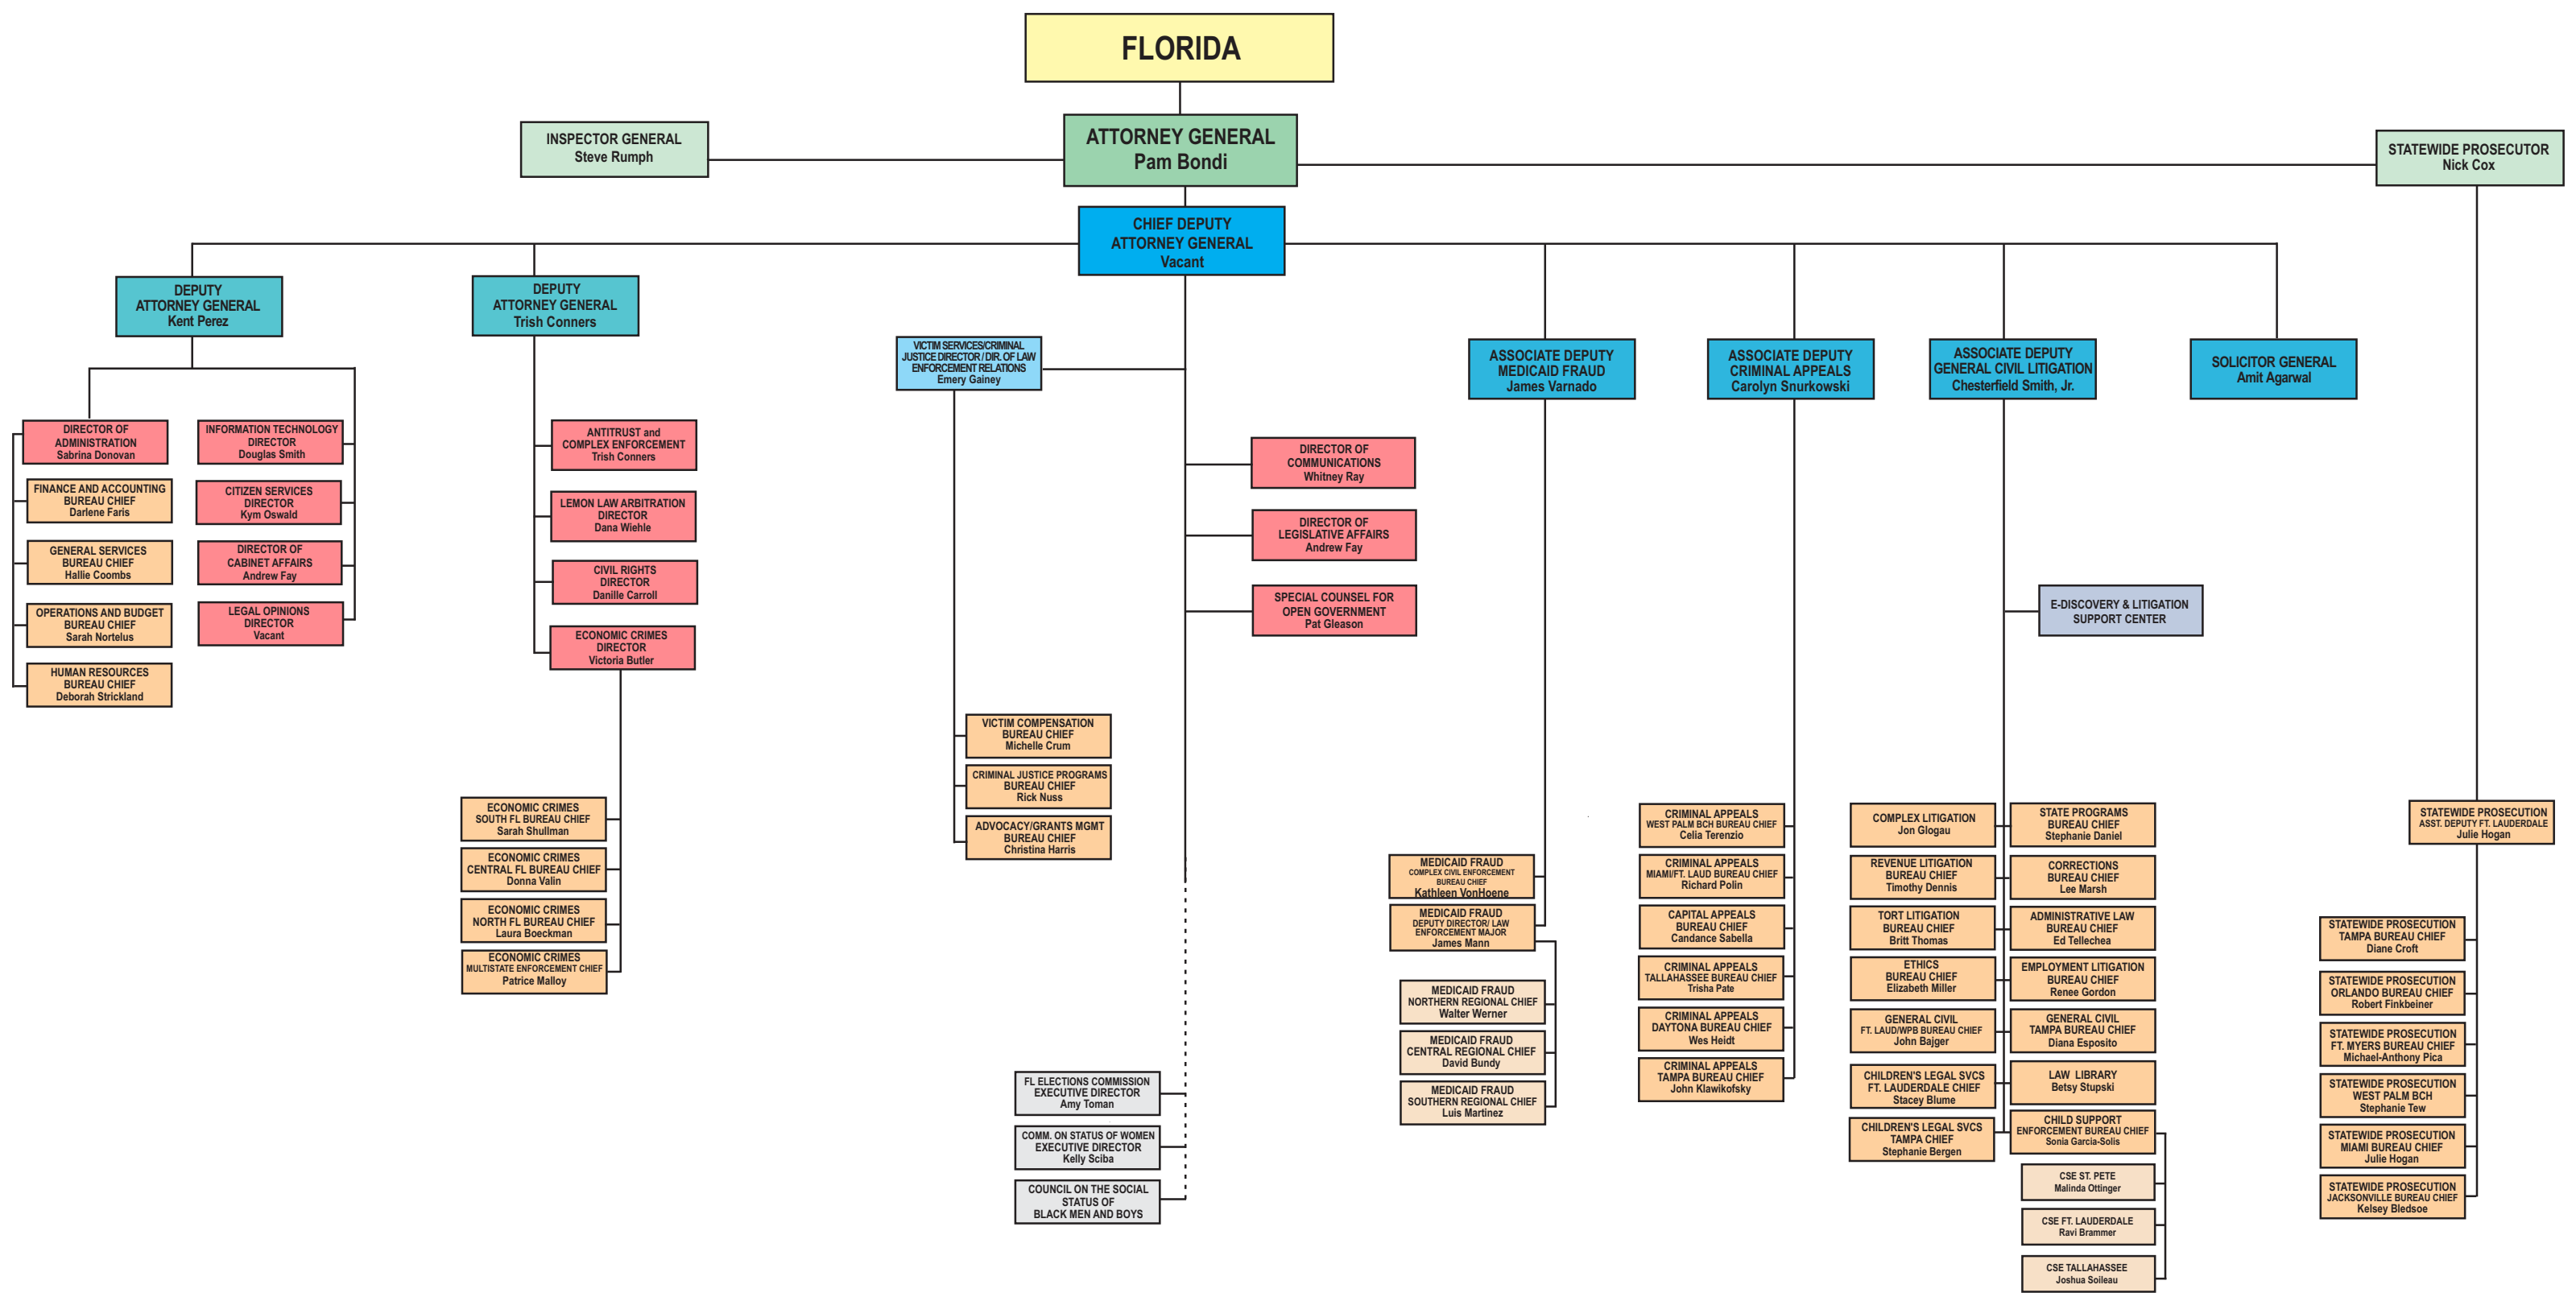 FLORIDA
INSPECTOR GENERAL
Steve Rumph
ATTORNEY GENERAL
Pam Bondi
STATEWIDE PROSECUTOR
Nick Cox
CHIEF DEPUTY
ATTORNEY GENERAL
Vacant
DEPUTY
ATTORNEY GENERAL
Kent Perez
DEPUTY
ATTORNEY GENERAL
Trish Conners
VICTIM SERVICES/CRIMINAL
JUSTICE DIRECTOR / DIR. OF LAW
ENFORCEMENT RELATIONS
Emery Gainey
ASSOCIATE DEPUTY
MEDICAID FRAUD
James Varnado
ASSOCIATE DEPUTY
CRIMINAL APPEALS
Carolyn Snurkowski
ASSOCIATE DEPUTY
GENERAL CIVIL LITIGATION
Chesterfield Smith, Jr.
SOLICITOR GENERAL
Amit Agarwal
DIRECTOR OF
ADMINISTRATION
Sabrina Donovan
FINANCE AND ACCOUNTING
BUREAU CHIEF
Darlene Faris
GENERAL SERVICES
BUREAU CHIEF
Hallie Coombs
OPERATIONS AND BUDGET
BUREAU CHIEF
Sarah Nortelus
HUMAN RESOURCES
BUREAU CHIEF
Deborah Strickland
INFORMATION TECHNOLOGY
DIRECTOR
Douglas Smith
CITIZEN SERVICES
DIRECTOR
Kym Oswald
DIRECTOR OF
CABINET AFFAIRS
Andrew Fay
LEGAL OPINIONS
DIRECTOR
Vacant
ANTITRUST and
COMPLEX ENFORCEMENT
Trish Conners
LEMON LAW ARBITRATION
DIRECTOR
Dana Wiehle
CIVIL RIGHTS
DIRECTOR
Danille Carroll
ECONOMIC CRIMES
DIRECTOR
Victoria Butler
ECONOMIC CRIMES
SOUTH FL BUREAU CHIEF
Sarah Shullman
ECONOMIC CRIMES
CENTRAL FL BUREAU CHIEF
Donna Valin
ECONOMIC CRIMES
NORTH FL BUREAU CHIEF
Laura Boeckman
ECONOMIC CRIMES
MULTISTATE ENFORCEMENT CHIEF
Patrice Malloy
VICTIM COMPENSATION
BUREAU CHIEF
Michelle Crum
CRIMINAL JUSTICE PROGRAMS
BUREAU CHIEF
Rick Nuss
ADVOCACY/GRANTS MGMT
BUREAU CHIEF
Christina Harris
DIRECTOR OF
COMMUNICATIONS
Whitney Ray
DIRECTOR OF
LEGISLATIVE AFFAIRS
Andrew Fay
SPECIAL COUNSEL FOR
OPEN GOVERNMENT
Pat Gleason
FL ELECTIONS COMMISSION
EXECUTIVE DIRECTOR
Amy Toman
COMM. ON STATUS OF WOMEN
EXECUTIVE DIRECTOR
Kelly Sciba
COUNCIL ON THE SOCIAL
STATUS OF
BLACK MEN AND BOYS
MEDICAID FRAUD
COMPLEX CIVIL ENFORCEMENT
BUREAU CHIEF
Kathleen VonHoene
MEDICAID FRAUD
DEPUTY DIRECTOR/ LAW
ENFORCEMENT MAJOR
James Mann
MEDICAID FRAUD
NORTHERN REGIONAL CHIEF
Walter Werner
MEDICAID FRAUD
CENTRAL REGIONAL CHIEF
David Bundy
MEDICAID FRAUD
SOUTHERN REGIONAL CHIEF
Luis Martinez
CRIMINAL APPEALS
WEST PALM BCH BUREAU CHIEF
Celia Terenzio
CRIMINAL APPEALS
MIAMI/FT. LAUD BUREAU CHIEF
Richard Polin
CAPITAL APPEALS
BUREAU CHIEF
Candance Sabella
CRIMINAL APPEALS
TALLAHASSEE BUREAU CHIEF
Trisha Pate
CRIMINAL APPEALS
DAYTONA BUREAU CHIEF
Wes Heidt
CRIMINAL APPEALS
TAMPA BUREAU CHIEF
John Klawikofsky
E-DISCOVERY & LITIGATION
SUPPORT CENTER
COMPLEX LITIGATION
Jon Glogau
REVENUE LITIGATION
BUREAU CHIEF
Timothy Dennis
TORT LITIGATION
BUREAU CHIEF
Britt Thomas
ETHICS
BUREAU CHIEF
Elizabeth Miller
GENERAL CIVIL
FT. LAUD/WPB BUREAU CHIEF
John Bajger
CHILDREN'S LEGAL SVCS
FT. LAUDERDALE CHIEF
Stacey Blume
CHILDREN'S LEGAL SVCS
TAMPA CHIEF
Stephanie Bergen
STATE PROGRAMS
BUREAU CHIEF
Stephanie Daniel
CORRECTIONS
BUREAU CHIEF
Lee Marsh
ADMINISTRATIVE LAW
BUREAU CHIEF
Ed Tellechea
EMPLOYMENT LITIGATION
BUREAU CHIEF
Renee Gordon
GENERAL CIVIL
TAMPA BUREAU CHIEF
Diana Esposito
LAW LIBRARY
Betsy Stupski
CHILD SUPPORT
ENFORCEMENT BUREAU CHIEF
Sonia Garcia-Solis
CSE ST. PETE
Malinda Ottinger
CSE FT. LAUDERDALE
Ravi Brammer
CSE TALLAHASSEE
Joshua Soileau
STATEWIDE PROSECUTION
ASST. DEPUTY FT. LAUDERDALE
Julie Hogan
STATEWIDE PROSECUTION
TAMPA BUREAU CHIEF
Diane Croft
STATEWIDE PROSECUTION
ORLANDO BUREAU CHIEF
Robert Finkbeiner
STATEWIDE PROSECUTION
FT. MYERS BUREAU CHIEF
Michael-Anthony Pica
STATEWIDE PROSECUTION
WEST PALM BCH
Stephanie Tew
STATEWIDE PROSECUTION
MIAMI BUREAU CHIEF
Julie Hogan
STATEWIDE PROSECUTION
JACKSONVILLE BUREAU CHIEF
Kelsey Bledsoe